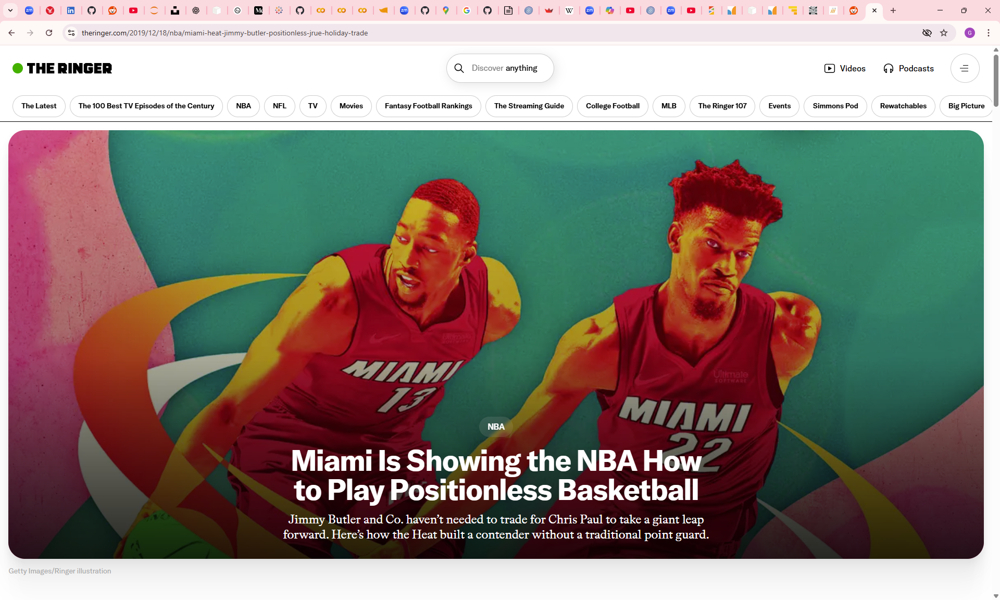 theringer.com/2019/12/18/nba/miami-heat-jimmy-butler-positionless-jrue-holiday-trade
G
THE RINGER
Discover anything
Videos
Podcasts
The Latest
The 100 Best TV Episodes of the Century
NBA
NFL
TV
Movies
Fantasy Football Rankings
The Streaming Guide
College Football
MLB
The Ringer 107
Events
Simmons Pod
Rewatchables
Big Picture
MIAMI
13
Ultimate
SOFTWARE
MIAMI
22
NBA
Miami Is Showing the NBA How
to Play Positionless Basketball
Jimmy Butler and Co. haven’t needed to trade for Chris Paul to take a giant leap
forward. Here’s how the Heat built a contender without a traditional point guard.
Getty Images/Ringer illustration